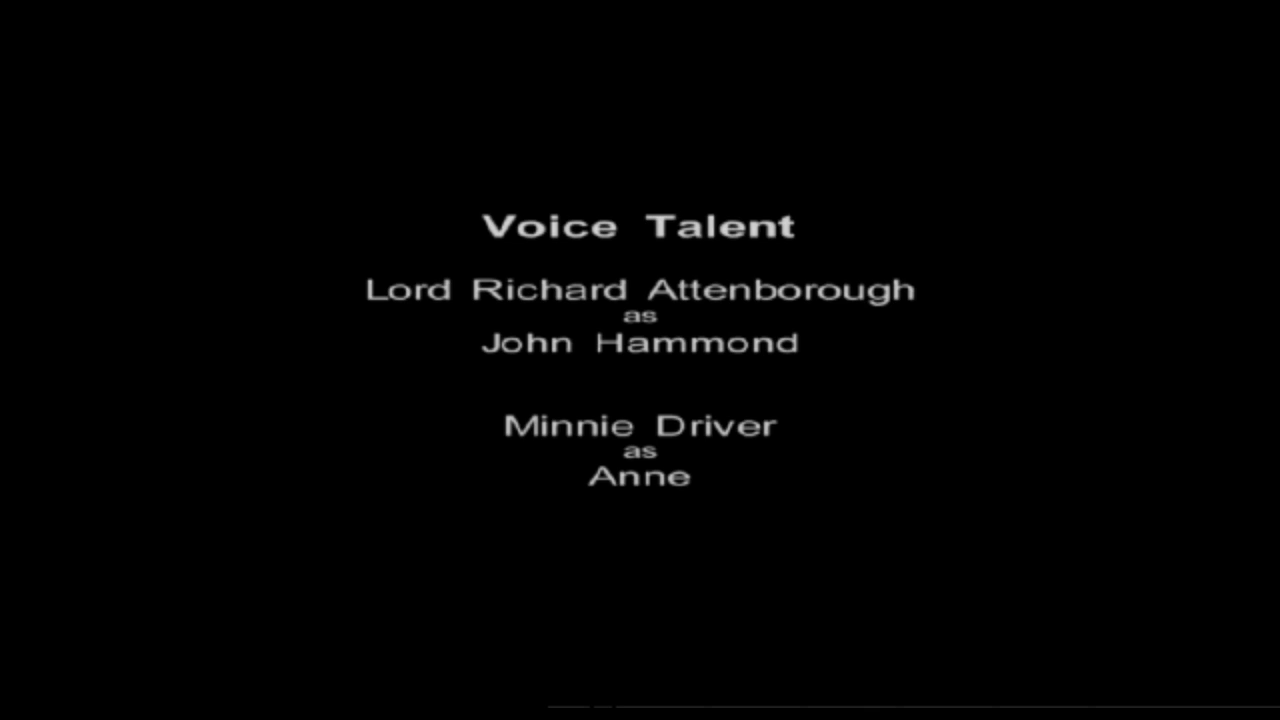 Voice Talent
Lord Richard Attenborough
as
John Hammond
Minnie Driver
as
Anne